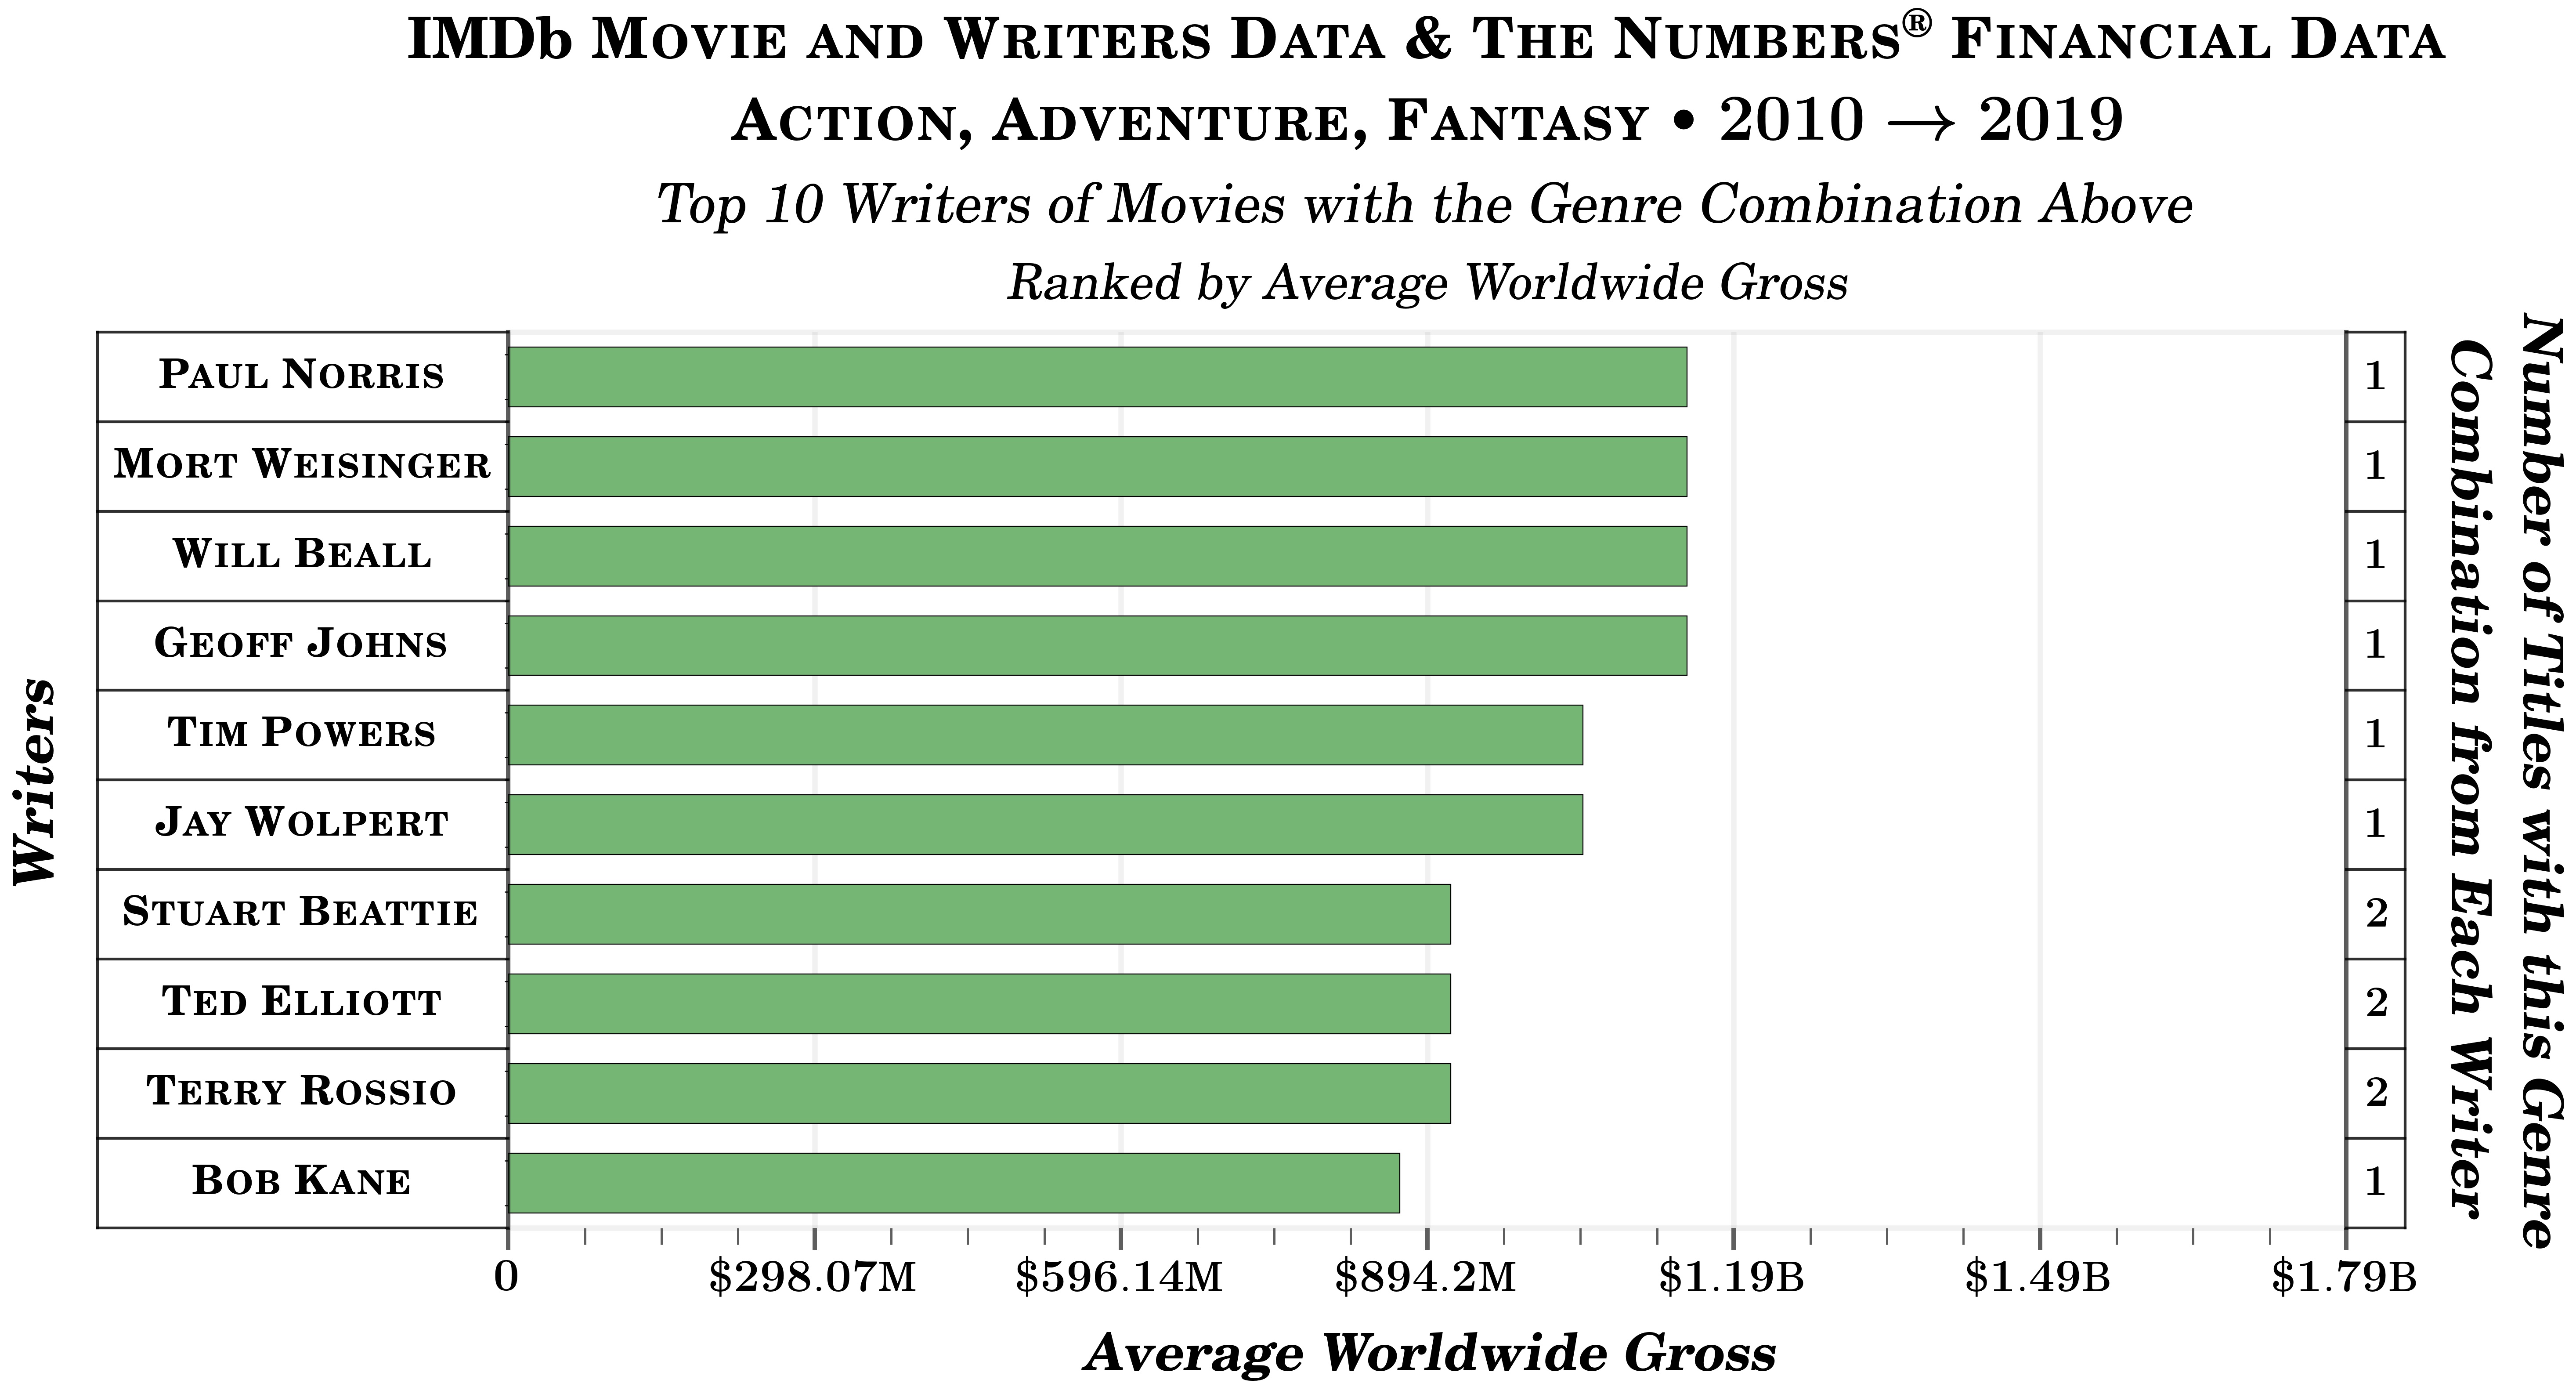 IMDb Movie and Writers Data & The Numbers® Financial Data
Action, Adventure, Fantasy • 2010 → 2019
Top 10 Writers of Movies with the Genre Combination Above
Ranked by Average Worldwide Gross
Writers
Paul Norris 1
Mort Weisinger 1
Will Beall 1
Geoff Johns 1
Tim Powers 1
Jay Wolpert 1
Stuart Beattie 2
Ted Elliott 2
Terry Rossio 2
Bob Kane 1
0 $298.07M $596.14M $894.2M $1.19B $1.49B $1.79B
Average Worldwide Gross
Number of Titles with this Genre
Combination from Each Writer